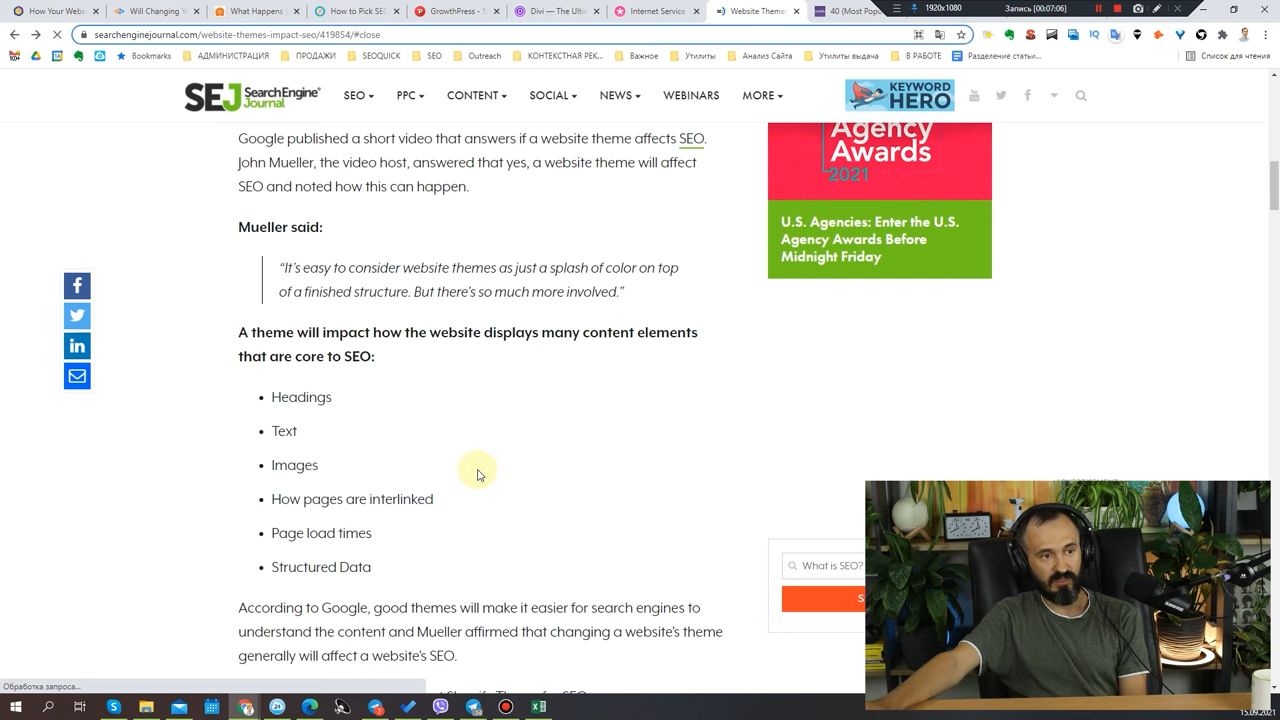 How Your Webs
Will Changing Y
What Happens
How to Pick SEC
GrowthPress - S
Divi — The Ulti
Internet Service
Website Theme
40 (Most Pop
1920x1080
Запись [00:07:06]
searchenginejournal.com/website-themes-impact-seo/419854/#close
Bookmarks
АДМИНИСТРАЦИЯ
ПРОДАЖИ
SEOQUICK
SEO
Outreach
КОНТЕКСТНАЯ РЕК...
Важное
Утилиты
Анализ Сайта
Утилиты выдача
В РАБОТЕ
Разделение статьи...
Список для чтения
SEJ Search Engine Journal
SEO
PPC
CONTENT
SOCIAL
NEWS
WEBINARS
MORE
KEYWORD HERO
Google published a short video that answers if a website theme affects SEO.
John Mueller, the video host, answered that yes, a website theme will affect
SEO and noted how this can happen.
Mueller said:
“It’s easy to consider website themes as just a splash of color on top
of a finished structure. But there’s so much more involved.”
A theme will impact how the website displays many content elements
that are core to SEO:
• Headings
• Text
• Images
• How pages are interlinked
• Page load times
• Structured Data
According to Google, good themes will make it easier for search engines to
understand the content and Mueller affirmed that changing a website’s theme
generally will affect a website’s SEO.
Agency
Awards
2021
U.S. Agencies: Enter the U.S.
Agency Awards Before
Midnight Friday
What is SEO?
S
Обработка запроса...
15.09.2021